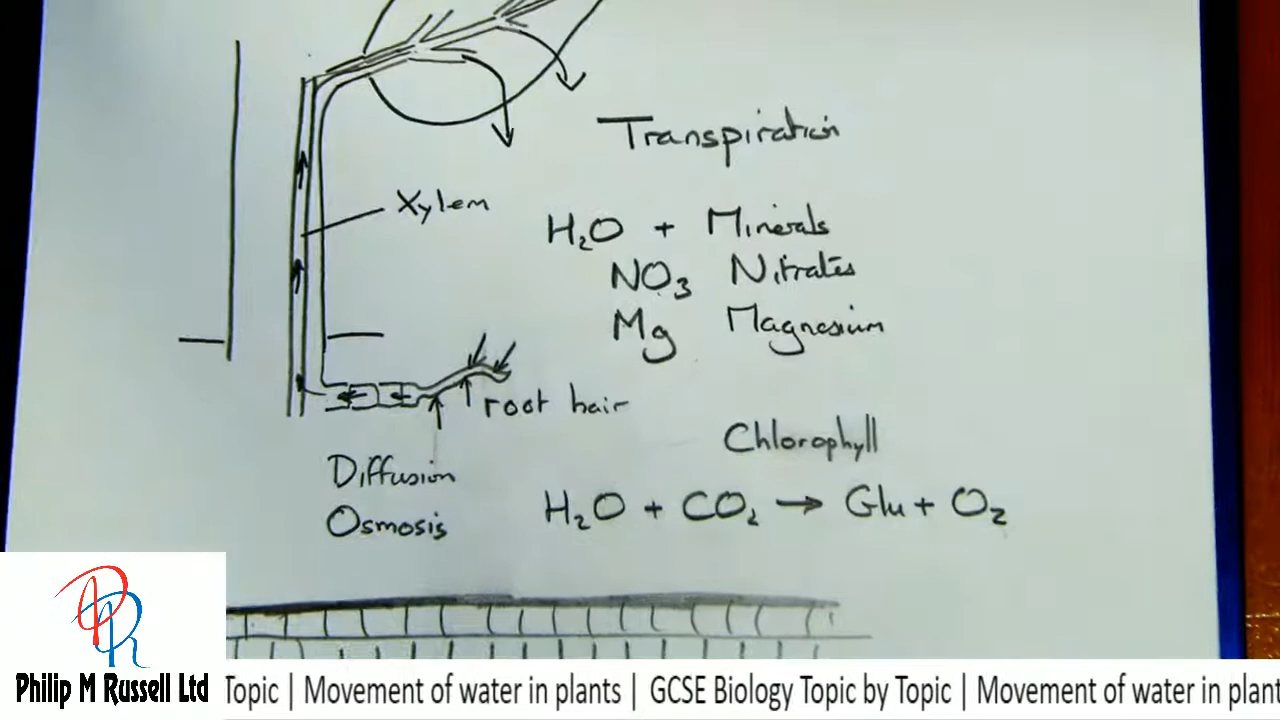 Transpiration
Xylem
H₂O + Minerals
NO₃ Nitrates
Mg Magnesium
root hair
Chlorophyll
Diffusion
Osmosis
H₂O + CO₂ → Glu + O₂
PR
Philip M Russell Ltd
Topic | Movement of water in plants | GCSE Biology Topic by Topic | Movement of water in plant